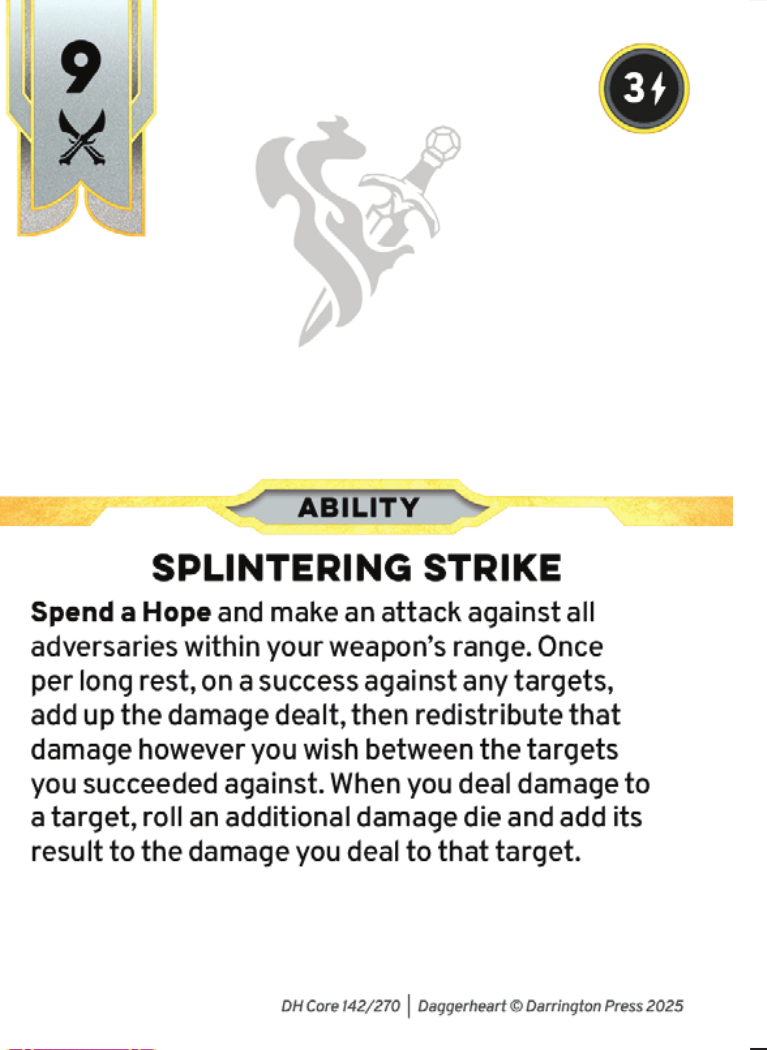 9
3
ABILITY
SPLINTERING STRIKE
Spend a Hope and make an attack against all
adversaries within your weapon’s range. Once
per long rest, on a success against any targets,
add up the damage dealt, then redistribute that
damage however you wish between the targets
you succeeded against. When you deal damage to
a target, roll an additional damage die and add its
result to the damage you deal to that target.
DH Core 142/270 | Daggerheart © Darrington Press 2025